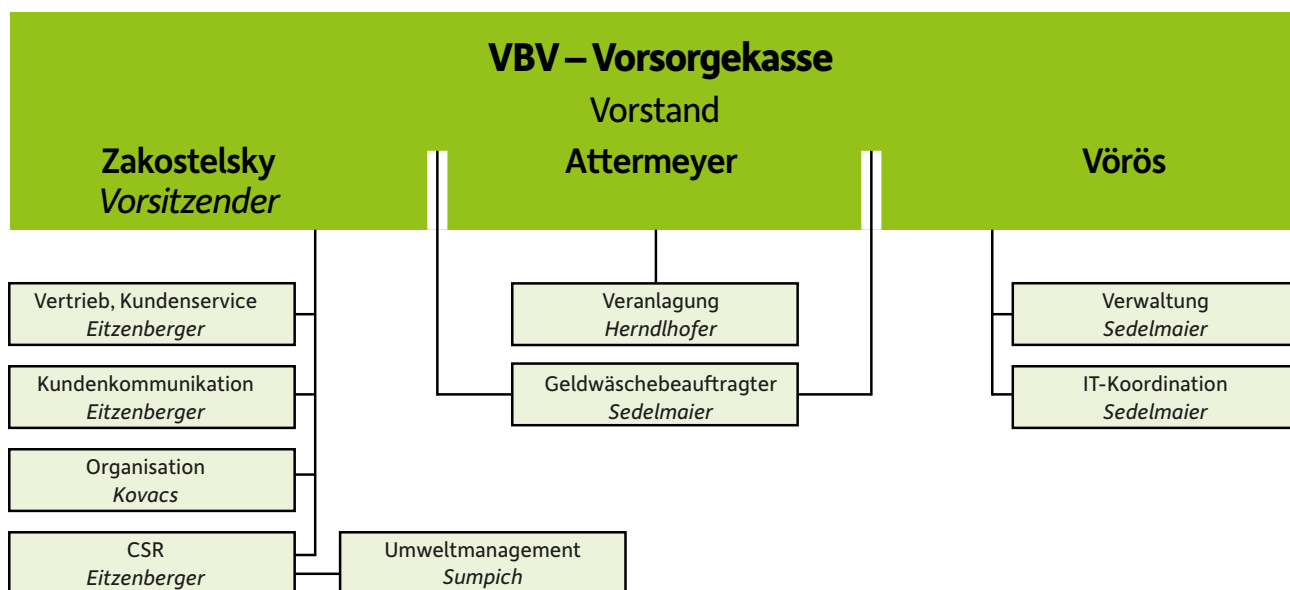 VBV – Vorsorgekasse
Vorstand
Zakostelsky
Vorsitzender
Attermeyer
Vörös
Vertrieb, Kundenservice
Eitzenberger
Kundenkommunikation
Eitzenberger
Organisation
Kovacs
CSR
Eitzenberger
Umweltmanagement
Sumpich
Veranlagung
Herndlhofer
Geldwäschebeauftragter
Sedelmaier
Verwaltung
Sedelmaier
IT-Koordination
Sedelmaier